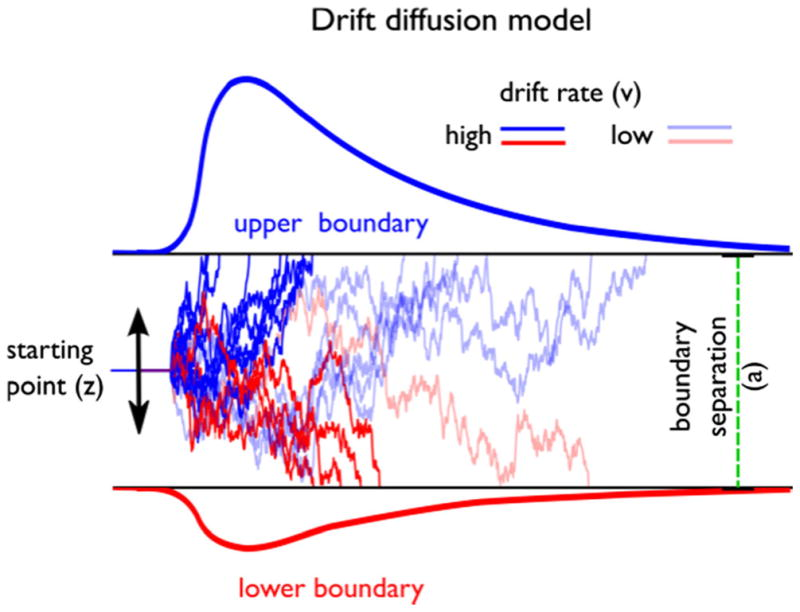 Drift diffusion model
drift rate (v)
high
low
upper boundary
starting
point (z)
boundary
separation
(a)
lower boundary